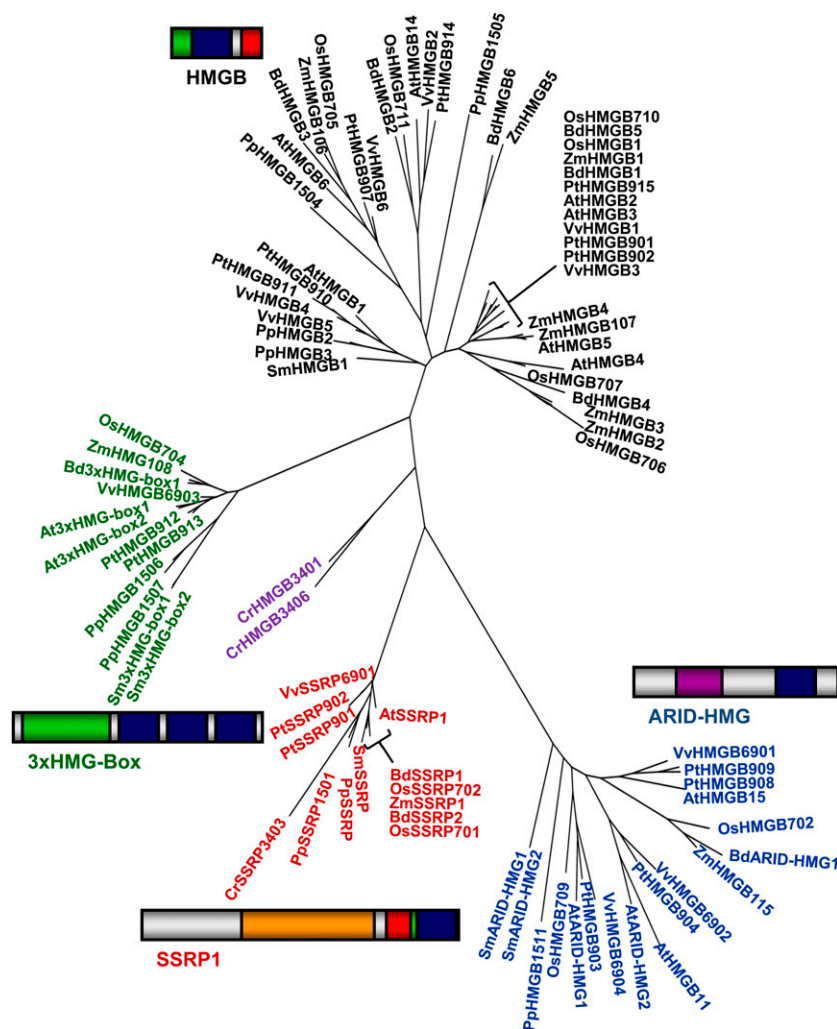 HMGB
PpHMGB1504
AtHMGB6
BdHMGB3
ZmHMGB106
OsHMGB705
PtHMGB907
VvHMGB6
BdHMGB2
OsHMGB711
AtHMGB14
VvHMGB2
PtHMGB914
PpHMGB1505
BdHMGB6
ZmHMGB5
OsHMGB710
BdHMGB5
OsHMGB1
ZmHMGB1
BdHMGB1
PtHMGB915
AtHMGB2
AtHMGB3
VvHMGB1
PtHMGB901
PtHMGB902
VvHMGB3
AtHMGB1
PtHMGB910
PtHMGB911
VvHMGB4
VvHMGB5
PpHMGB2
PpHMGB3
SmHMGB1
ZmHMGB4
ZmHMGB107
AtHMGB5
AtHMGB4
OsHMGB707
BdHMGB4
ZmHMGB3
ZmHMGB2
OsHMGB706
OsHMGB704
ZmHMG108
Bd3xHMG-box1
VvHMGB6903
At3xHMG-box1
At3xHMG-box2
PtHMGB912
PtHMGB913
PpHMGB1506
PpHMGB1507
Sm3xHMG-box1
Sm3xHMG-box2
3xHMG-Box
CrHMGB3401
CrHMGB3406
VvSSRP6901
PtSSRP902
PtSSRP901
CrSSRP3403
PpSSRP1501
PpSSRP
SmSSRP
AtSSRP1
BdSSRP1
OsSSRP702
ZmSSRP1
BdSSRP2
OsSSRP701
SSRP1
ARID-HMG
VvHMGB6901
PtHMGB909
PtHMGB908
AtHMGB15
OsHMGB702
BdARID-HMG1
ZmHMGB115
VvHMGB6902
PtHMGB904
AtHMGB11
AtARID-HMG2
VvHMGB6904
PtHMGB903
AtARID-HMG1
OsHMGB709
PpHMGB1511
SmARID-HMG2
SmARID-HMG1